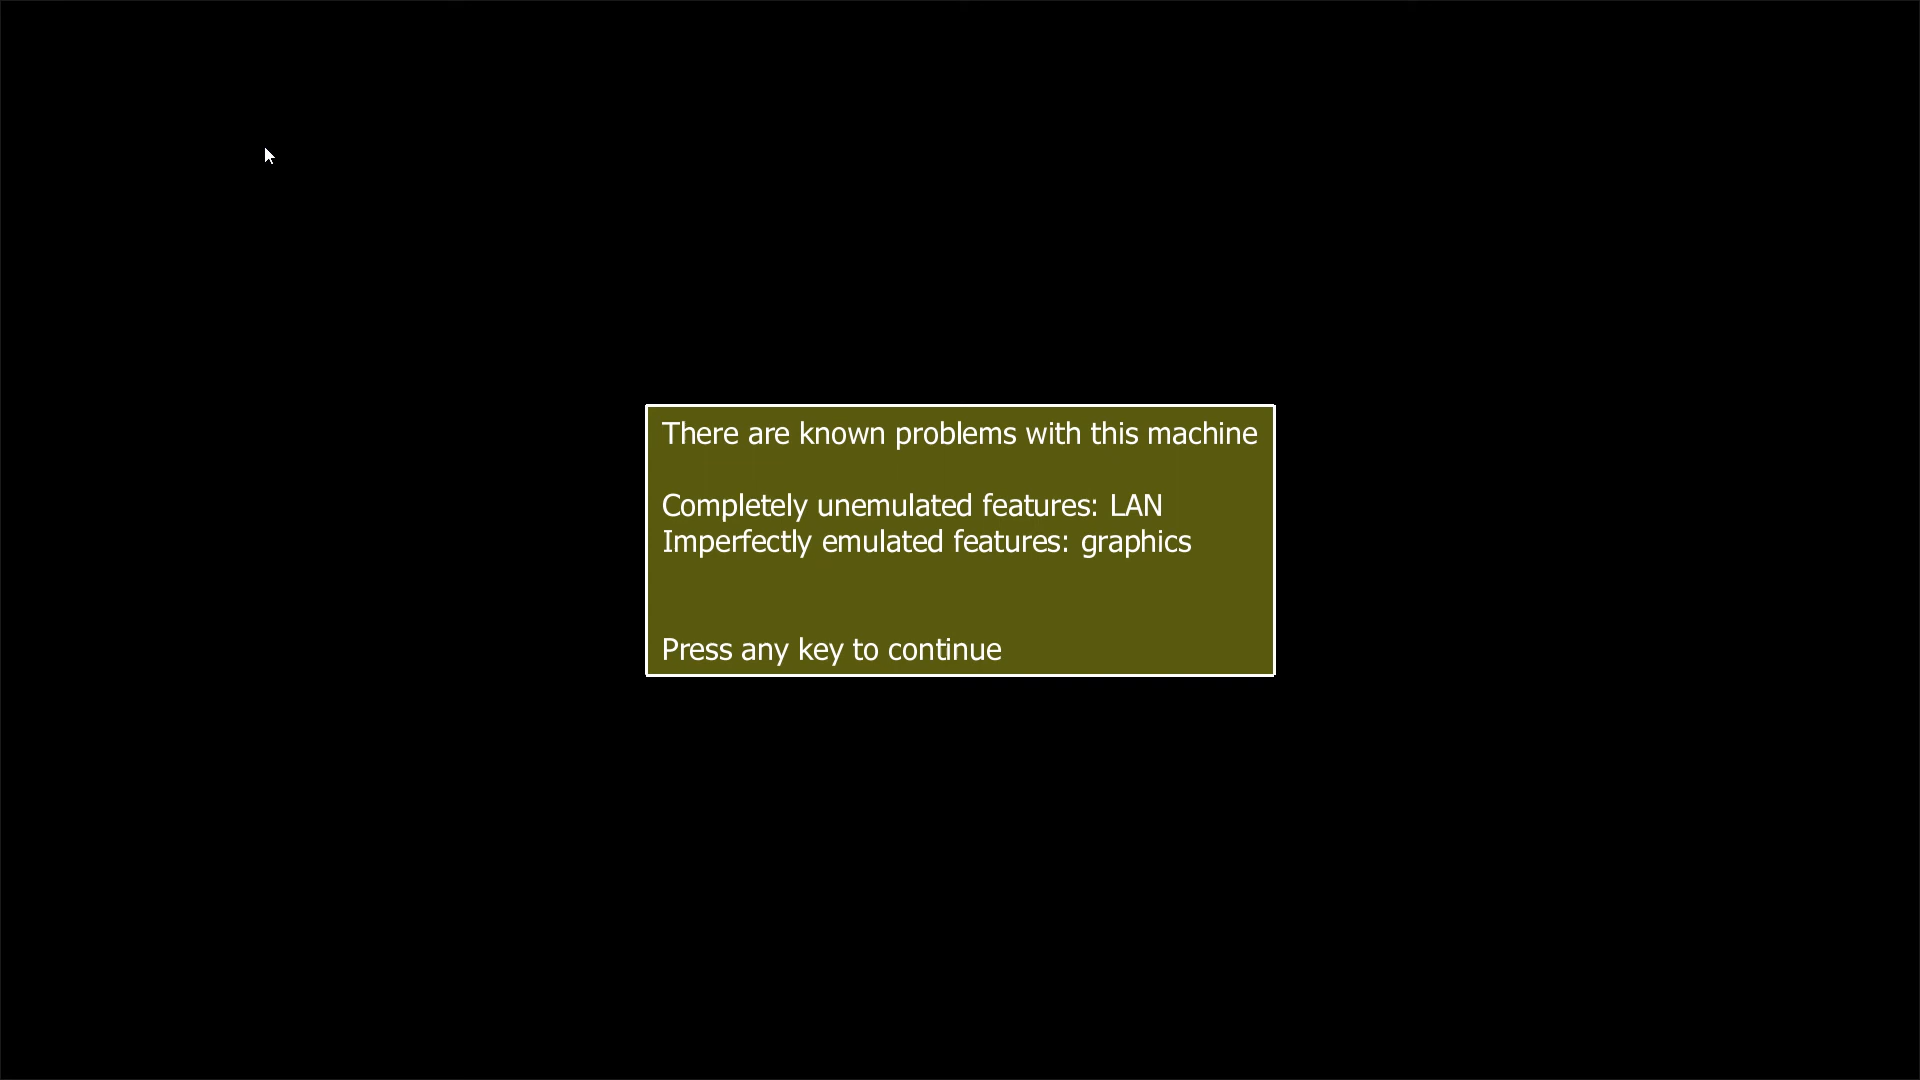 There are known problems with this machine
Completely unemulated features: LAN
Imperfectly emulated features: graphics
Press any key to continue